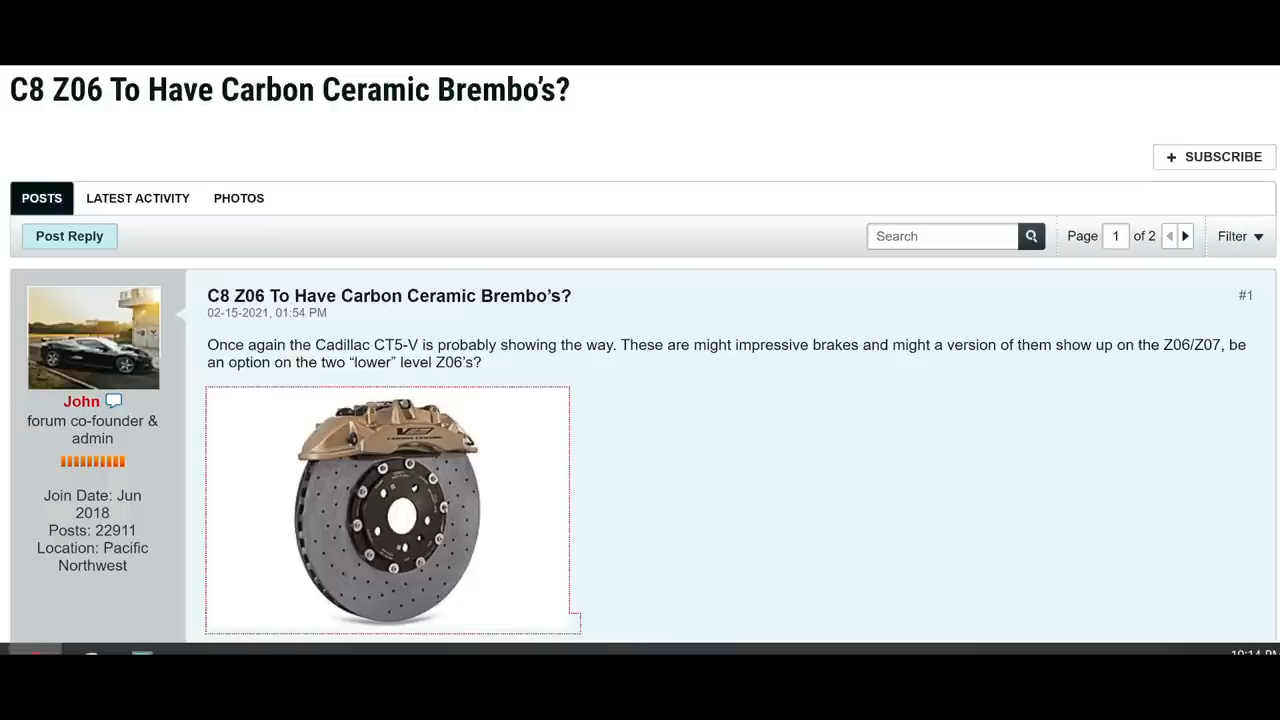 C8 Z06 To Have Carbon Ceramic Brembo’s?
+ SUBSCRIBE
POSTS
LATEST ACTIVITY
PHOTOS
Post Reply
Search
Page 1 of 2
Filter
C8 Z06 To Have Carbon Ceramic Brembo’s?
#1
02-15-2021, 01:54 PM
Once again the Cadillac CT5-V is probably showing the way. These are might impressive brakes and might a version of them show up on the Z06/Z07, be
an option on the two “lower” level Z06’s?
John
forum co-founder &
admin
Join Date: Jun
2018
Posts: 22911
Location: Pacific
Northwest
CARBON CERAMIC